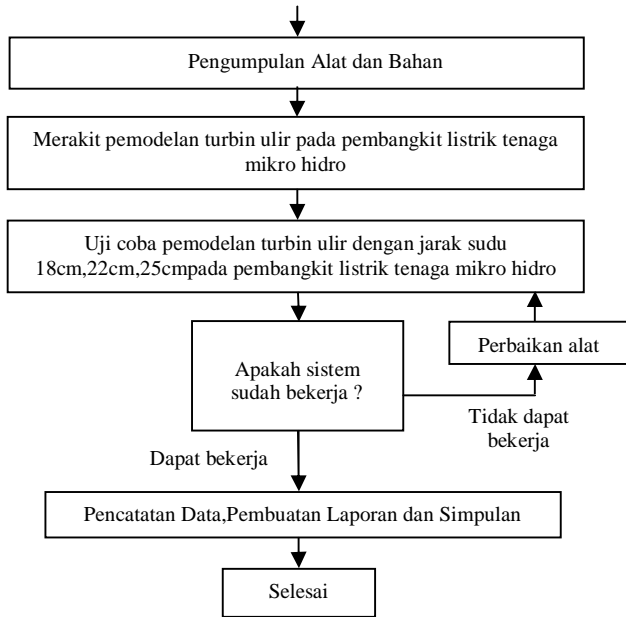 Pengumpulan Alat dan Bahan
Merakit pemodelan turbin ulir pada pembangkit listrik tenaga
mikro hidro
Uji coba pemodelan turbin ulir dengan jarak sudu
18cm,22cm,25cmpada pembangkit listrik tenaga mikro hidro
Apakah sistem
sudah bekerja ?
Perbaikan alat
Tidak dapat
bekerja
Dapat bekerja
Pencatatan Data,Pembuatan Laporan dan Simpulan
Selesai